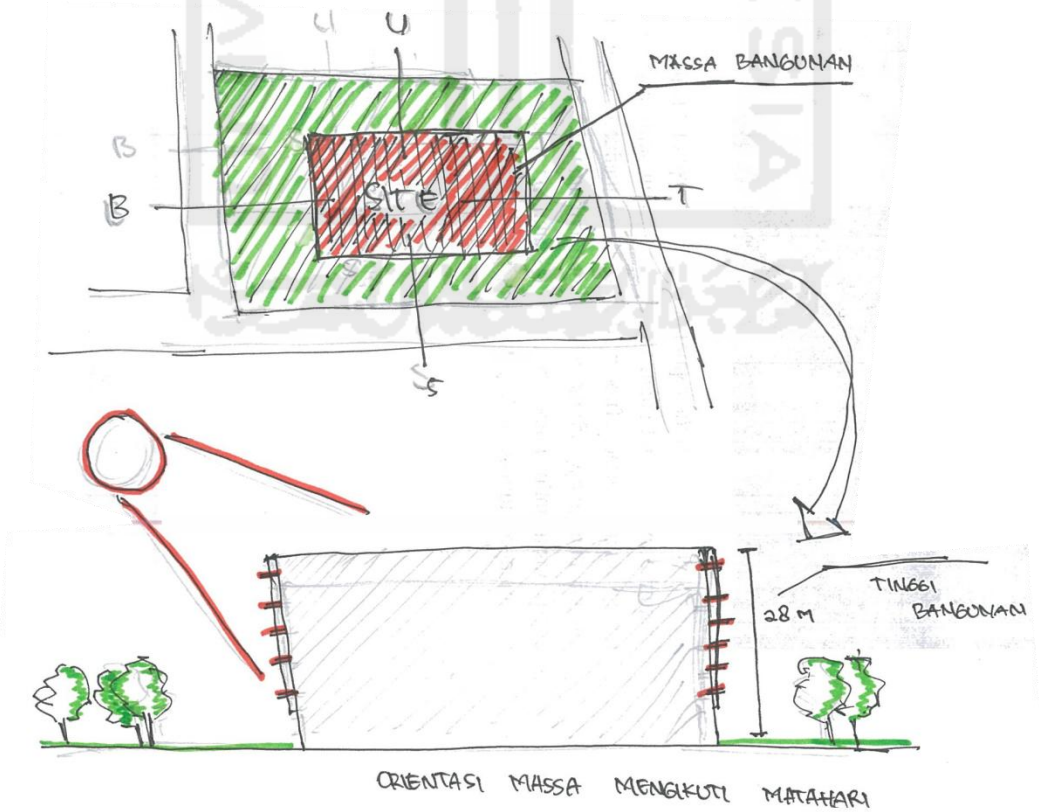 U
MASSA BANGUNAN
B
B
SITE
T
S
28 M
TINGGI
BANGUNAN
ORIENTASI MASSA MENGIKUTI MATAHARI